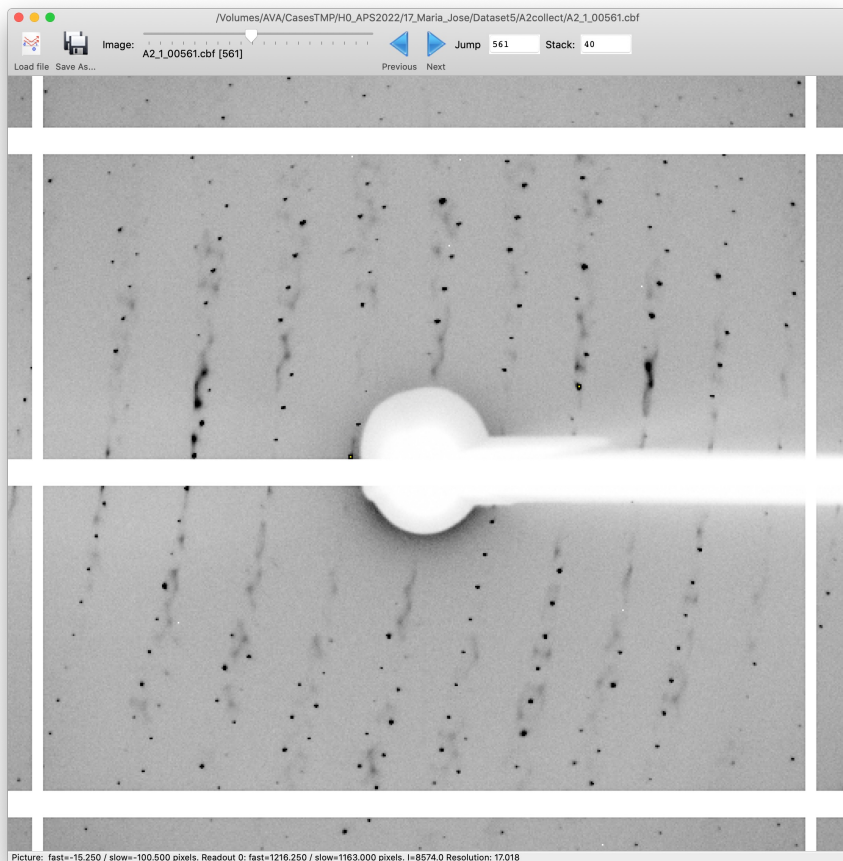 /Volumes/AVA/CasesTMP/H0_APS2022/17_Maria_Jose/Dataset5/A2collect/A2_1_00561.cbf
Image:
A2_1_00561.cbf [561]
Jump 561 Stack: 40
Load file Save As... Previous Next
Picture: fast=-15.250 / slow=-100.500 pixels. Readout 0: fast=1216.250 / slow=1163.000 pixels. I=8574.0 Resolution: 17.018